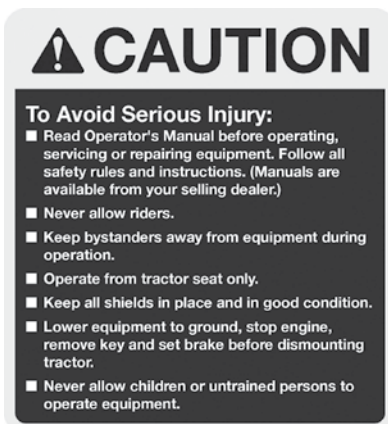 CAUTION
To Avoid Serious Injury:
■ Read Operator's Manual before operating,
servicing or repairing equipment. Follow all
safety rules and instructions. (Manuals are
available from your selling dealer.)
■ Never allow riders.
■ Keep bystanders away from equipment during
operation.
■ Operate from tractor seat only.
■ Keep all shields in place and in good condition.
■ Lower equipment to ground, stop engine,
remove key and set brake before dismounting
tractor.
■ Never allow children or untrained persons to
operate equipment.